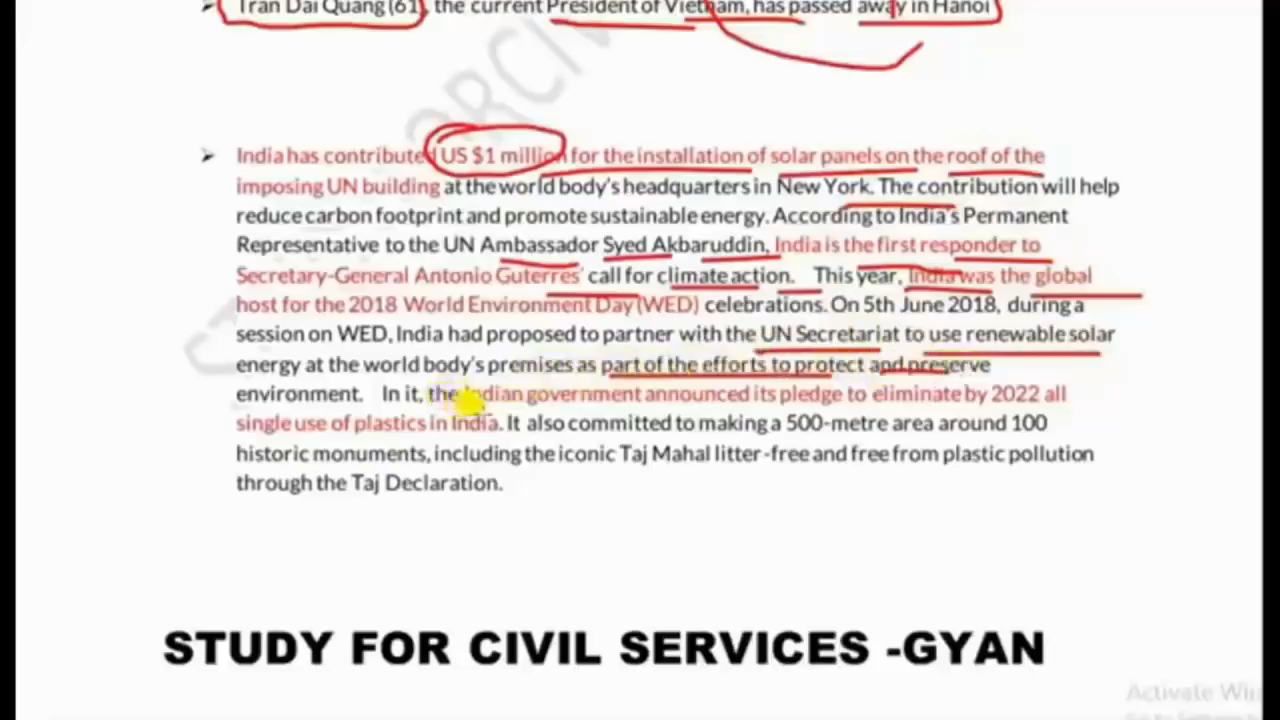 ➢ Tran Dai Quang (61), the current President of Vietnam, has passed away in Hanoi
➢ India has contributed US $1 million for the installation of solar panels on the roof of the
imposing UN building at the world body's headquarters in New York. The contribution will help
reduce carbon footprint and promote sustainable energy. According to India's Permanent
Representative to the UN Ambassador Syed Akbaruddin, India is the first responder to
Secretary-General Antonio Guterres' call for climate action. This year, India was the global
host for the 2018 World Environment Day (WED) celebrations. On 5th June 2018, during a
session on WED, India had proposed to partner with the UN Secretariat to use renewable solar
energy at the world body's premises as part of the efforts to protect and preserve
environment. In it, the Indian government announced its pledge to eliminate by 2022 all
single use of plastics in India. It also committed to making a 500-metre area around 100
historic monuments, including the iconic Taj Mahal litter -free and free from plastic pollution
through the Taj Declaration.
STUDY FOR CIVIL SERVICES -GYAN
Activate